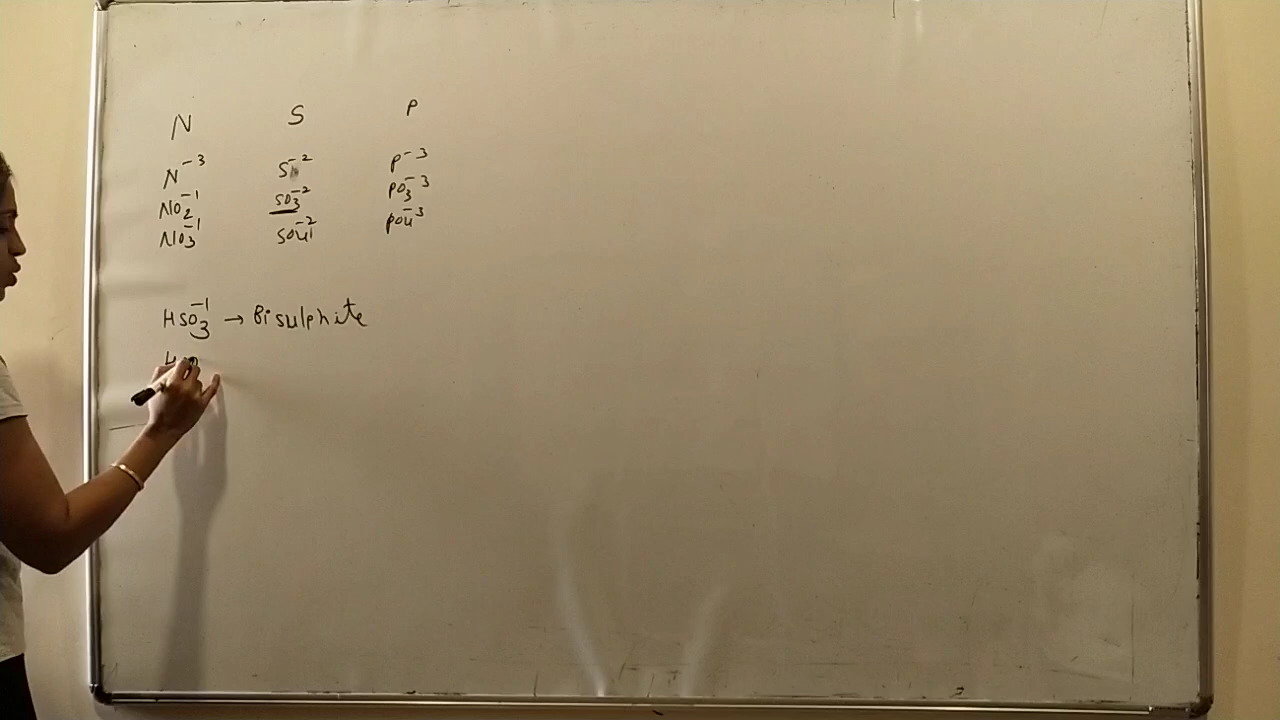 N S P
N⁻³ S⁻² P⁻³
NO₂⁻¹ SO₃⁻² PO₃⁻³
NO₃⁻¹ SO₄⁻² PO₄⁻³
HSO₃⁻¹ → Bisulphite
H